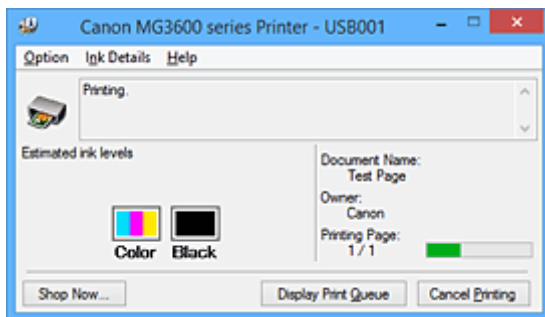 Canon MG3600 series Printer - USB001
Option Ink Details Help
Printing.
Estimated ink levels
Document Name:
Test Page
Owner:
Canon
Printing Page:
1 / 1
Color Black
Shop Now... Display Print Queue Cancel Printing